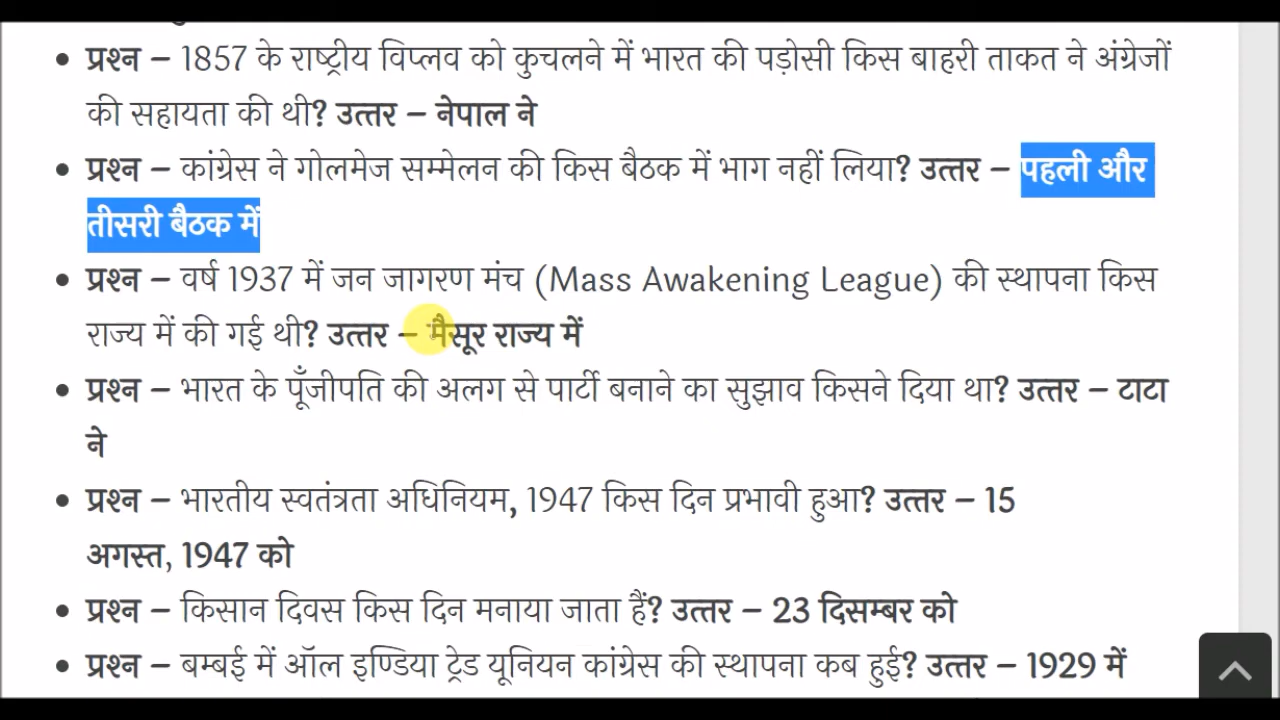 प्रश्न – 1857 के राष्ट्रीय विप्लव को कुचलने में भारत की पड़ोसी किस बाहरी ताकत ने अंग्रेजों
की सहायता की थी? उत्तर – नेपाल ने
प्रश्न – कांग्रेस ने गोलमेज सम्मेलन की किस बैठक में भाग नहीं लिया? उत्तर – पहली और
तीसरी बैठक में
प्रश्न – वर्ष 1937 में जन जागरण मंच (Mass Awakening League) की स्थापना किस
राज्य में की गई थी? उत्तर – मैसूर राज्य में
प्रश्न – भारत के पूँजीपति की अलग से पार्टी बनाने का सुझाव किसने दिया था? उत्तर – टाटा
ने
प्रश्न – भारतीय स्वतंत्रता अधिनियम, 1947 किस दिन प्रभावी हुआ? उत्तर – 15
अगस्त, 1947 को
प्रश्न – किसान दिवस किस दिन मनाया जाता हैं? उत्तर – 23 दिसम्बर को
प्रश्न – बम्बई में ऑल इण्डिया ट्रेड यूनियन कांग्रेस की स्थापना कब हुई? उत्तर – 1929 में